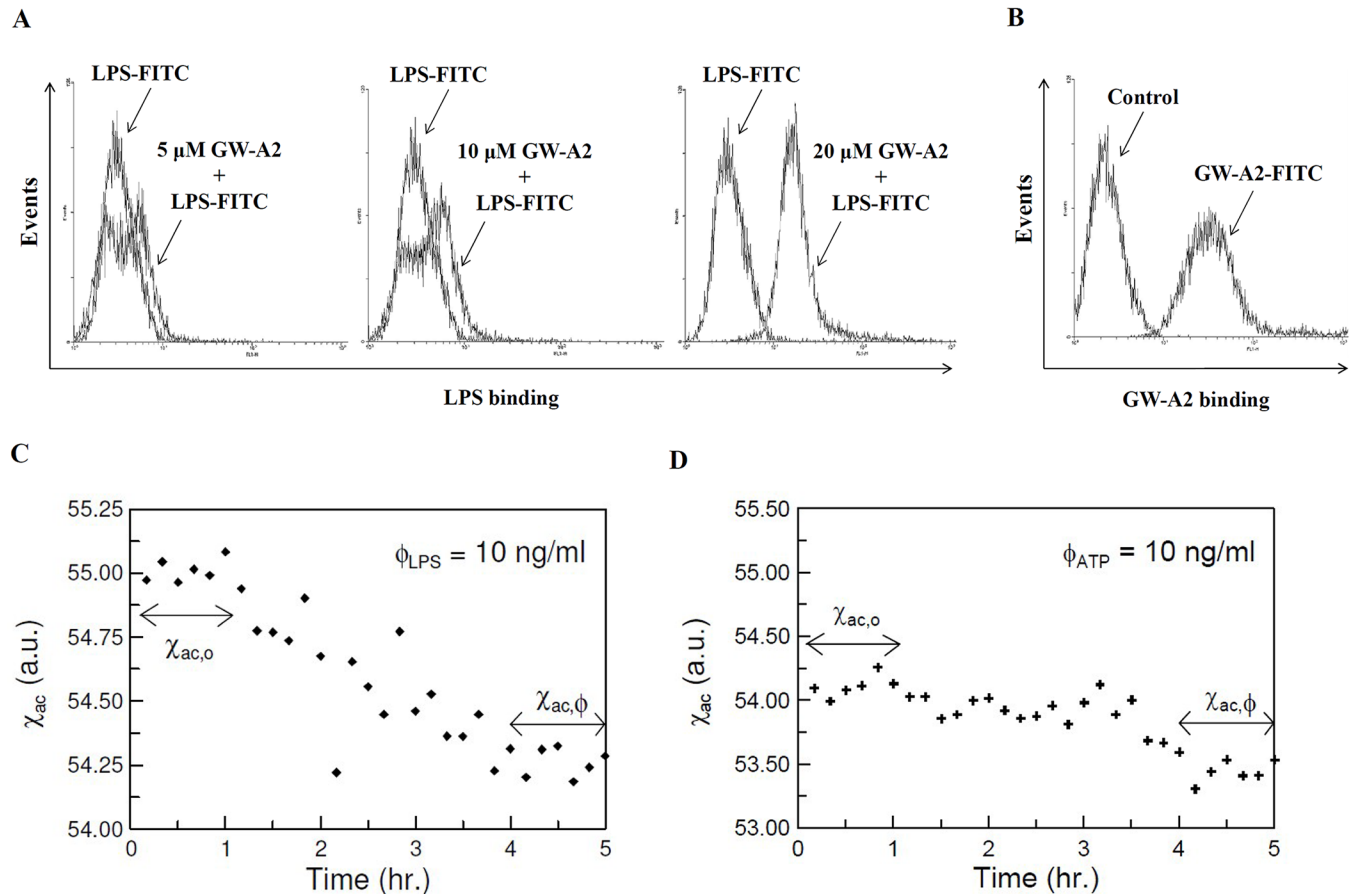 A
B
LPS-FITC
5 μM GW-A2
+
LPS-FITC
LPS-FITC
10 μM GW-A2
+
LPS-FITC
LPS-FITC
20 μM GW-A2
+
LPS-FITC
Events
LPS binding
Control
GW-A2-FITC
Events
GW-A2 binding
C
D
55.25
55.00
54.75
54.50
54.25
54.00
χac (a.u.)
ϕLPS = 10 ng/ml
χac,o
χac,ϕ
0 1 2 3 4 5
Time (hr.)
55.50
55.00
54.50
54.00
53.50
53.00
χac (a.u.)
ϕATP = 10 ng/ml
χac,o
χac,ϕ
0 1 2 3 4 5
Time (hr.)